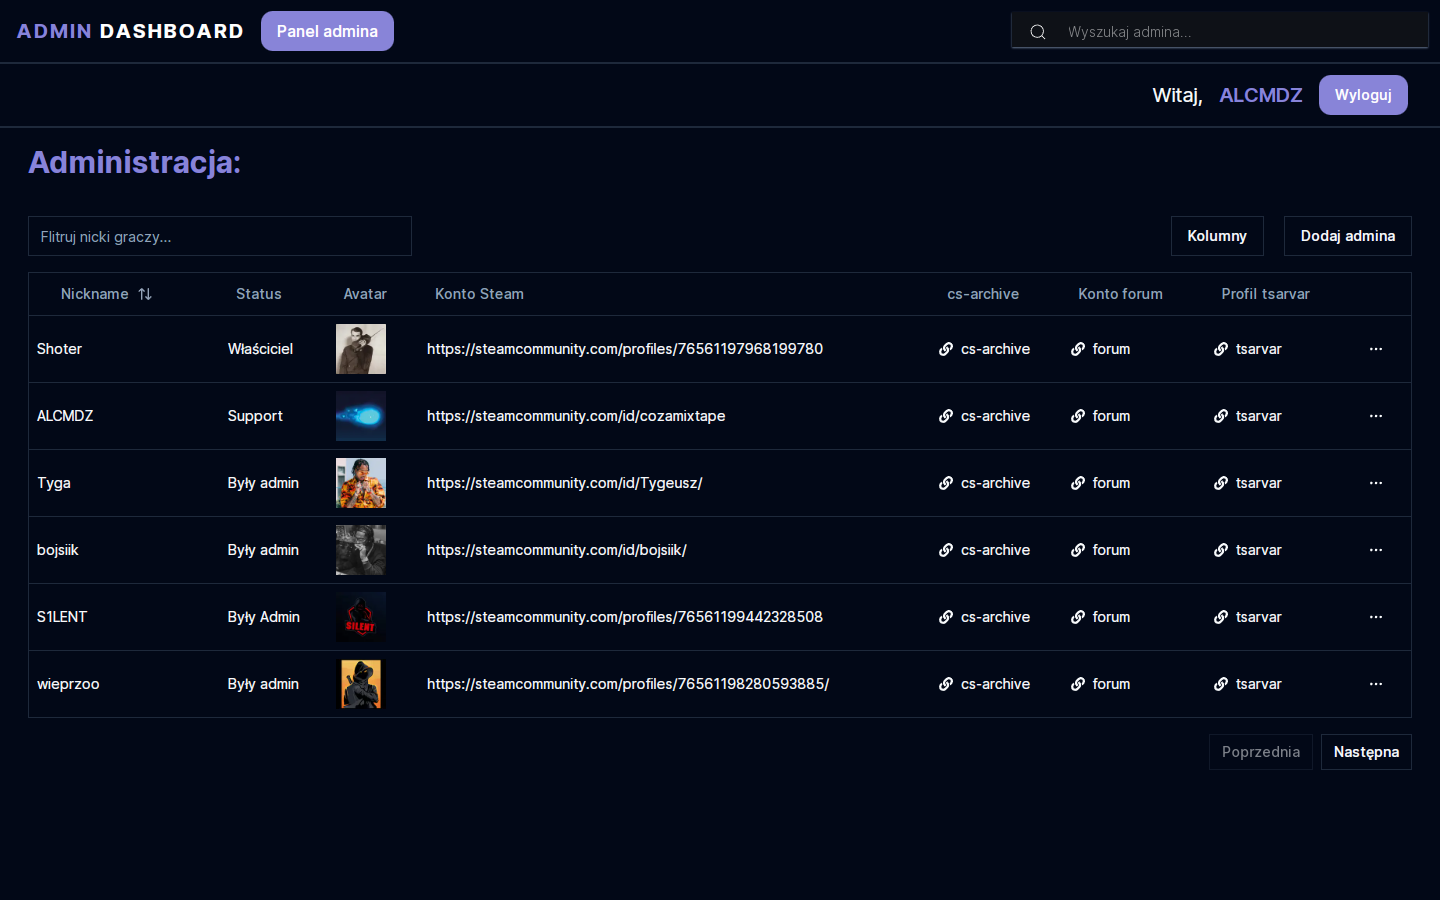 ADMIN DASHBOARD Panel admina Wyszukaj admina...
Witaj, ALCMDZ Wyloguj
Administracja:
Flitruj nicki graczy... Kolumny Dodaj admina
Nickname Status Avatar Konto Steam cs-archive Konto forum Profil tsarvar
Shoter Właściciel https://steamcommunity.com/profiles/76561197968199780 cs-archive forum tsarvar ...
ALCMDZ Support https://steamcommunity.com/id/cozamixtape cs-archive forum tsarvar ...
Tyga Były admin https://steamcommunity.com/id/Tygeusz/ cs-archive forum tsarvar ...
bojsiik Były admin https://steamcommunity.com/id/bojsiik/ cs-archive forum tsarvar ...
S1LENT Były Admin SILENT https://steamcommunity.com/profiles/76561199442328508 cs-archive forum tsarvar ...
wieprzoo Były admin https://steamcommunity.com/profiles/76561198280593885/ cs-archive forum tsarvar ...
Poprzednia Następna